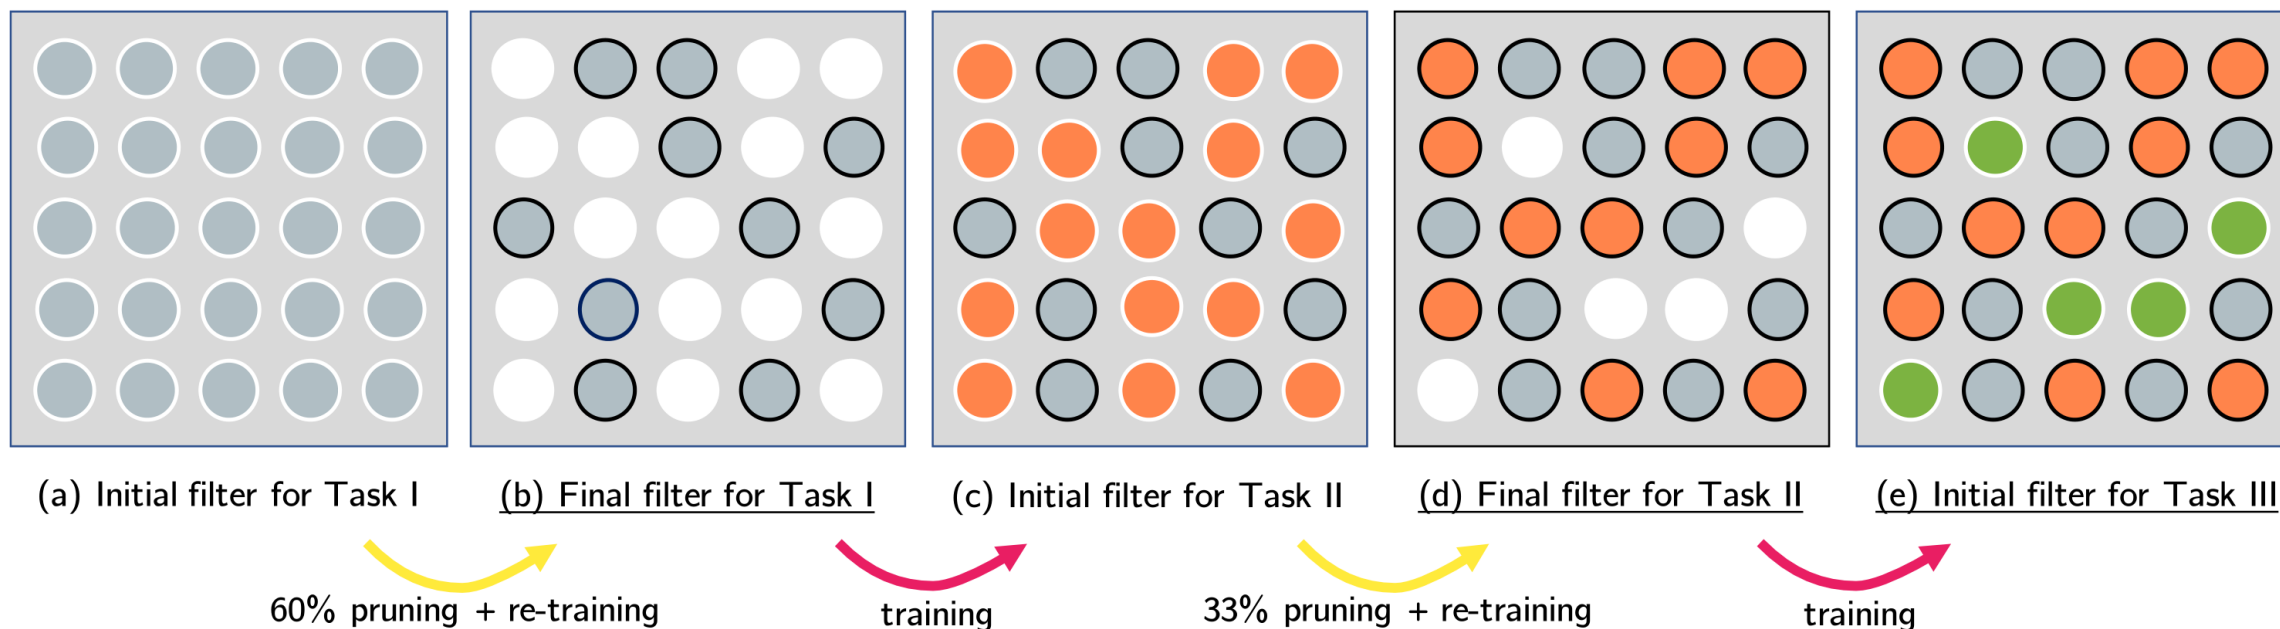 (a) Initial filter for Task I
(b) Final filter for Task I
(c) Initial filter for Task II
(d) Final filter for Task II
(e) Initial filter for Task III
60% pruning + re-training
training
33% pruning + re-training
training